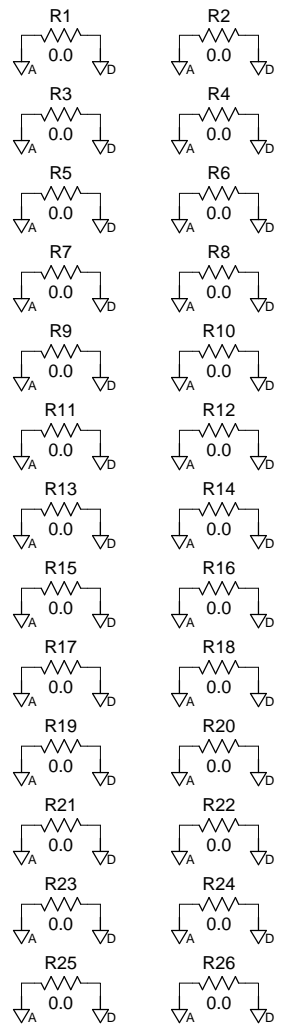 R1 R2
0.0 0.0
A D A D
R3 R4
0.0 0.0
A D A D
R5 R6
0.0 0.0
A D A D
R7 R8
0.0 0.0
A D A D
R9 R10
0.0 0.0
A D A D
R11 R12
0.0 0.0
A D A D
R13 R14
0.0 0.0
A D A D
R15 R16
0.0 0.0
A D A D
R17 R18
0.0 0.0
A D A D
R19 R20
0.0 0.0
A D A D
R21 R22
0.0 0.0
A D A D
R23 R24
0.0 0.0
A D A D
R25 R26
0.0 0.0
A D A D